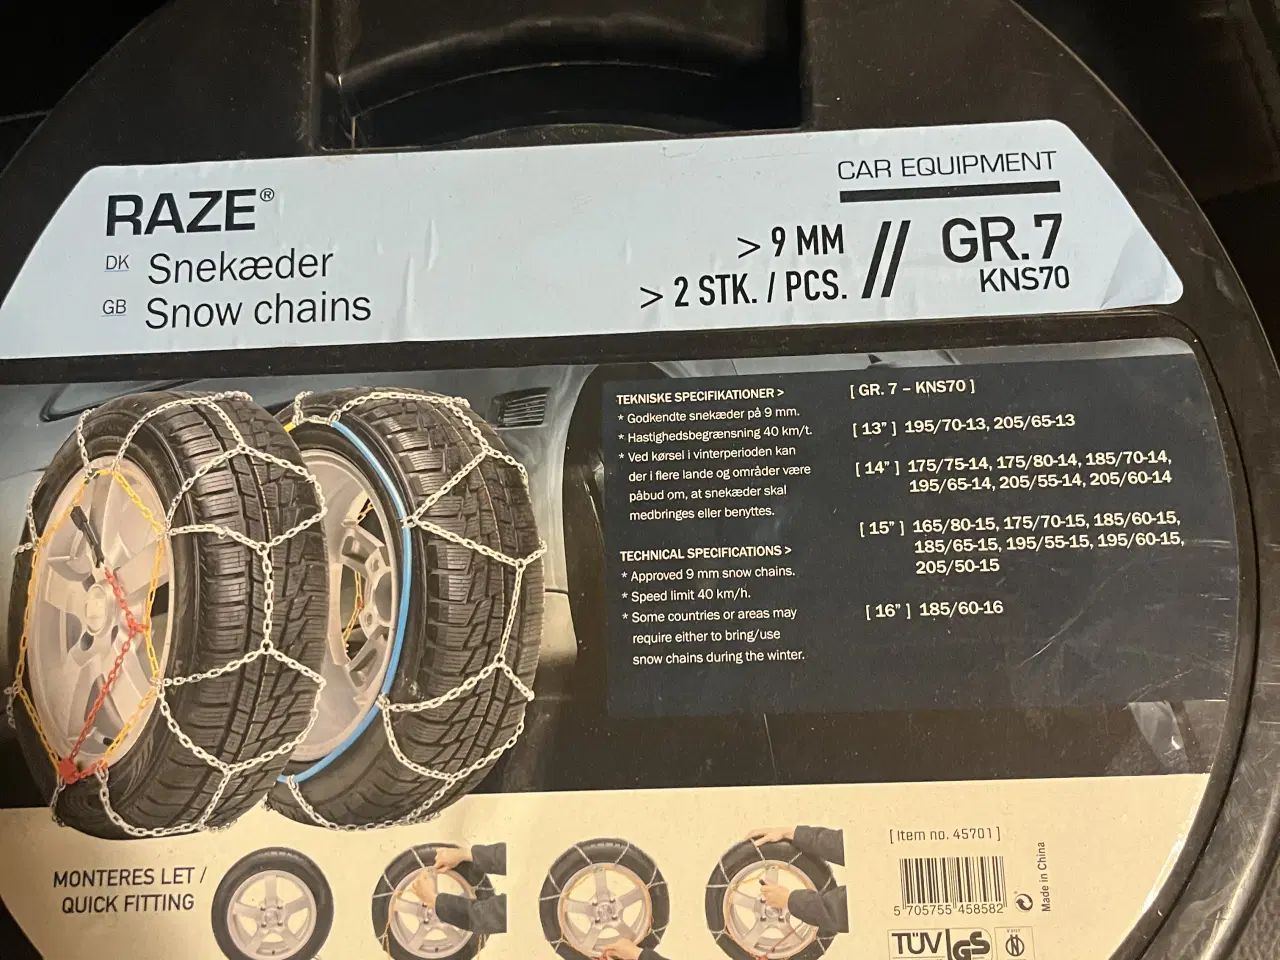 RAZE®
DK Snekæder
GB Snow chains
CAR EQUIPMENT
> 9 MM
> 2 STK. / PCS.
//
GR.7
KNS70
TEKNISKE SPECIFIKATIONER >
* Godkendte snekæder på 9 mm.
* Hastighedsbegrænsning 40 km/t.
* Ved kørsel i vinterperioden kan
der i flere lande og områder være
påbud om, at snekæder skal
medbringes eller benyttes.
TECHNICAL SPECIFICATIONS >
* Approved 9 mm snow chains.
* Speed limit 40 km/h.
* Some countries or areas may
require either to bring/use
snow chains during the winter.
[ GR. 7 – KNS70 ]
[ 13” ] 195/70-13, 205/65-13
[ 14” ] 175/75-14, 175/80-14, 185/70-14,
195/65-14, 205/55-14, 205/60-14
[ 15” ] 165/80-15, 175/70-15, 185/60-15,
185/65-15, 195/55-15, 195/60-15,
205/50-15
[ 16” ] 185/60-16
MONTERES LET /
QUICK FITTING
[ Item no. 45701 ]
5 705755 458582
Made in China
TÜV GS